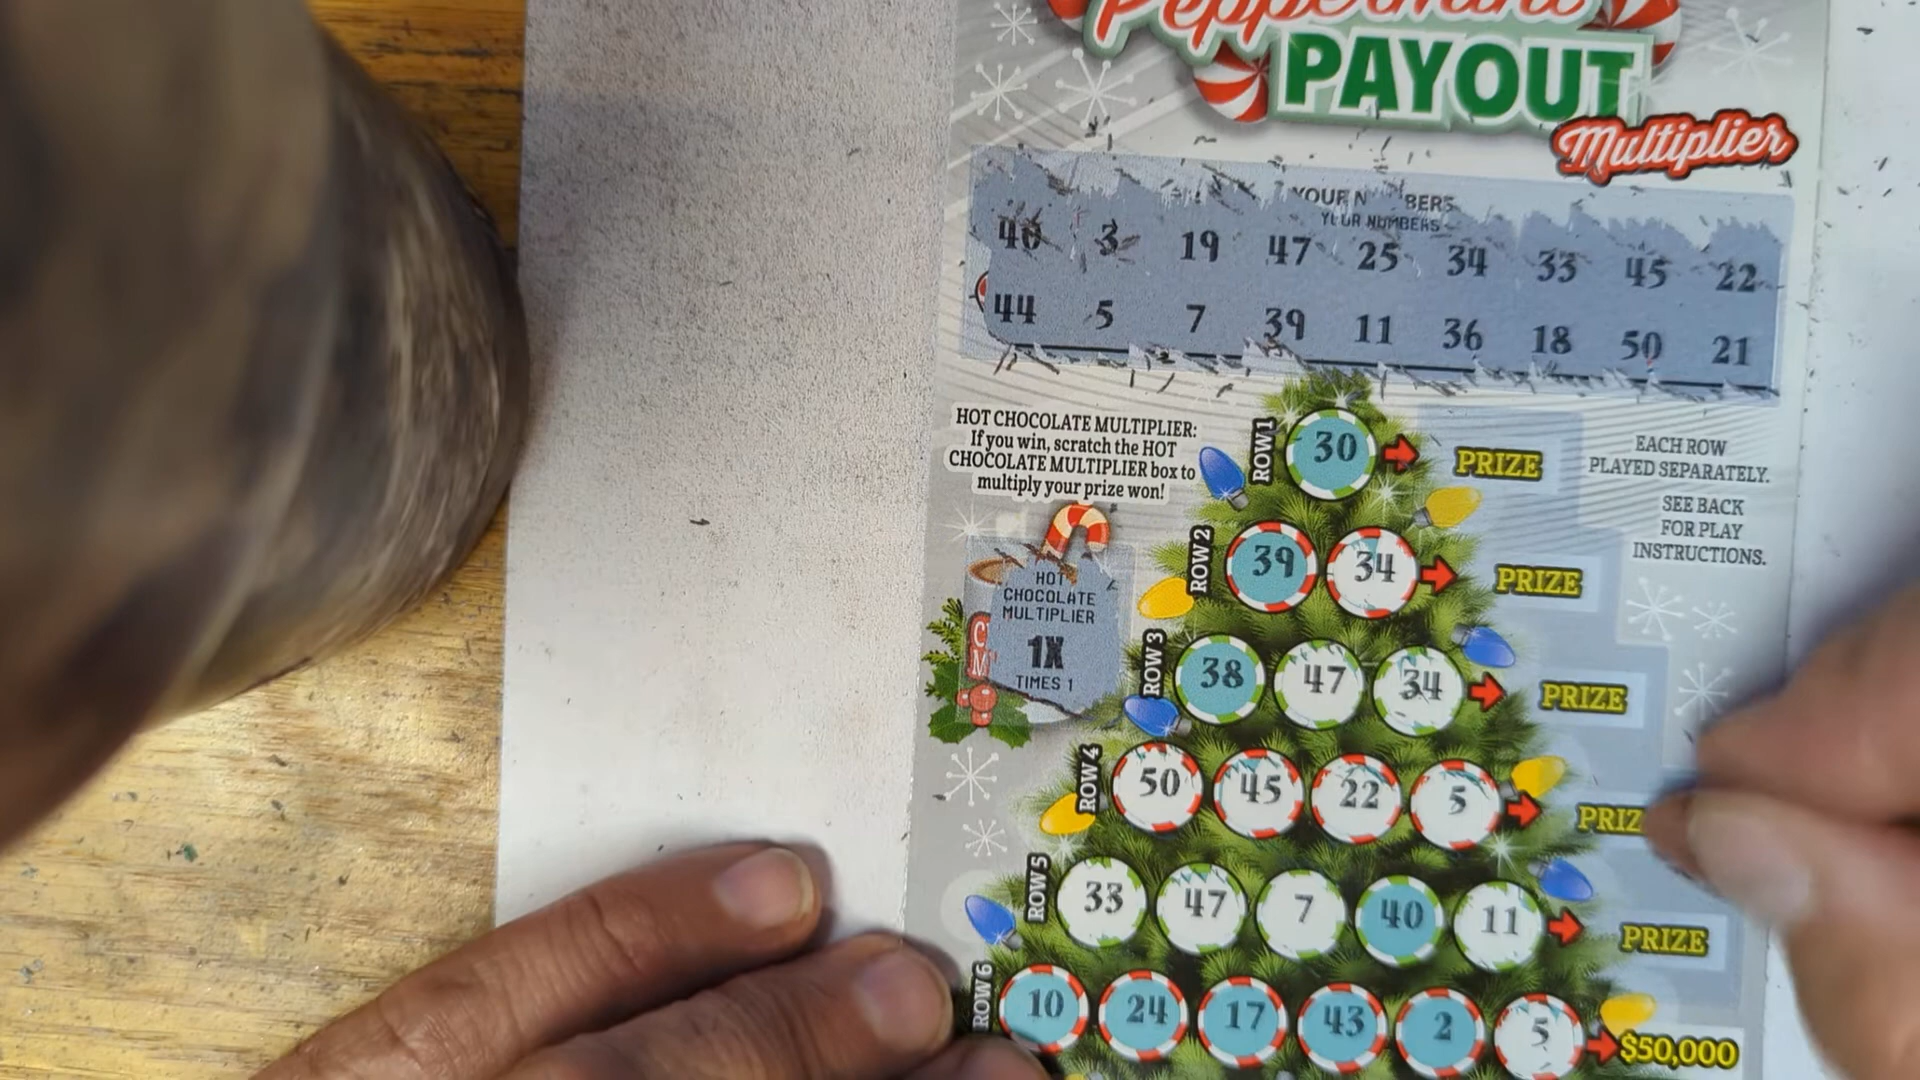 Peppermint
PAYOUT
Multiplier
YOUR NUMBERS
YOUR NUMBERS
40 3 19 47 25 34 33 45 22
44 5 7 39 11 36 18 50 21
HOT CHOCOLATE MULTIPLIER:
If you win, scratch the HOT
CHOCOLATE MULTIPLIER box to
multiply your prize won!
HOT
CHOCOLATE
MULTIPLIER
1X
TIMES 1
ROW 1 30 PRIZE
EACH ROW
PLAYED SEPARATELY.
SEE BACK
FOR PLAY
INSTRUCTIONS.
ROW 2 39 34 PRIZE
ROW 3 38 47 34 PRIZE
ROW 4 50 45 22 5 PRIZ
ROW 5 33 47 7 40 11 PRIZE
ROW 6 10 24 17 43 2 5 $50,000